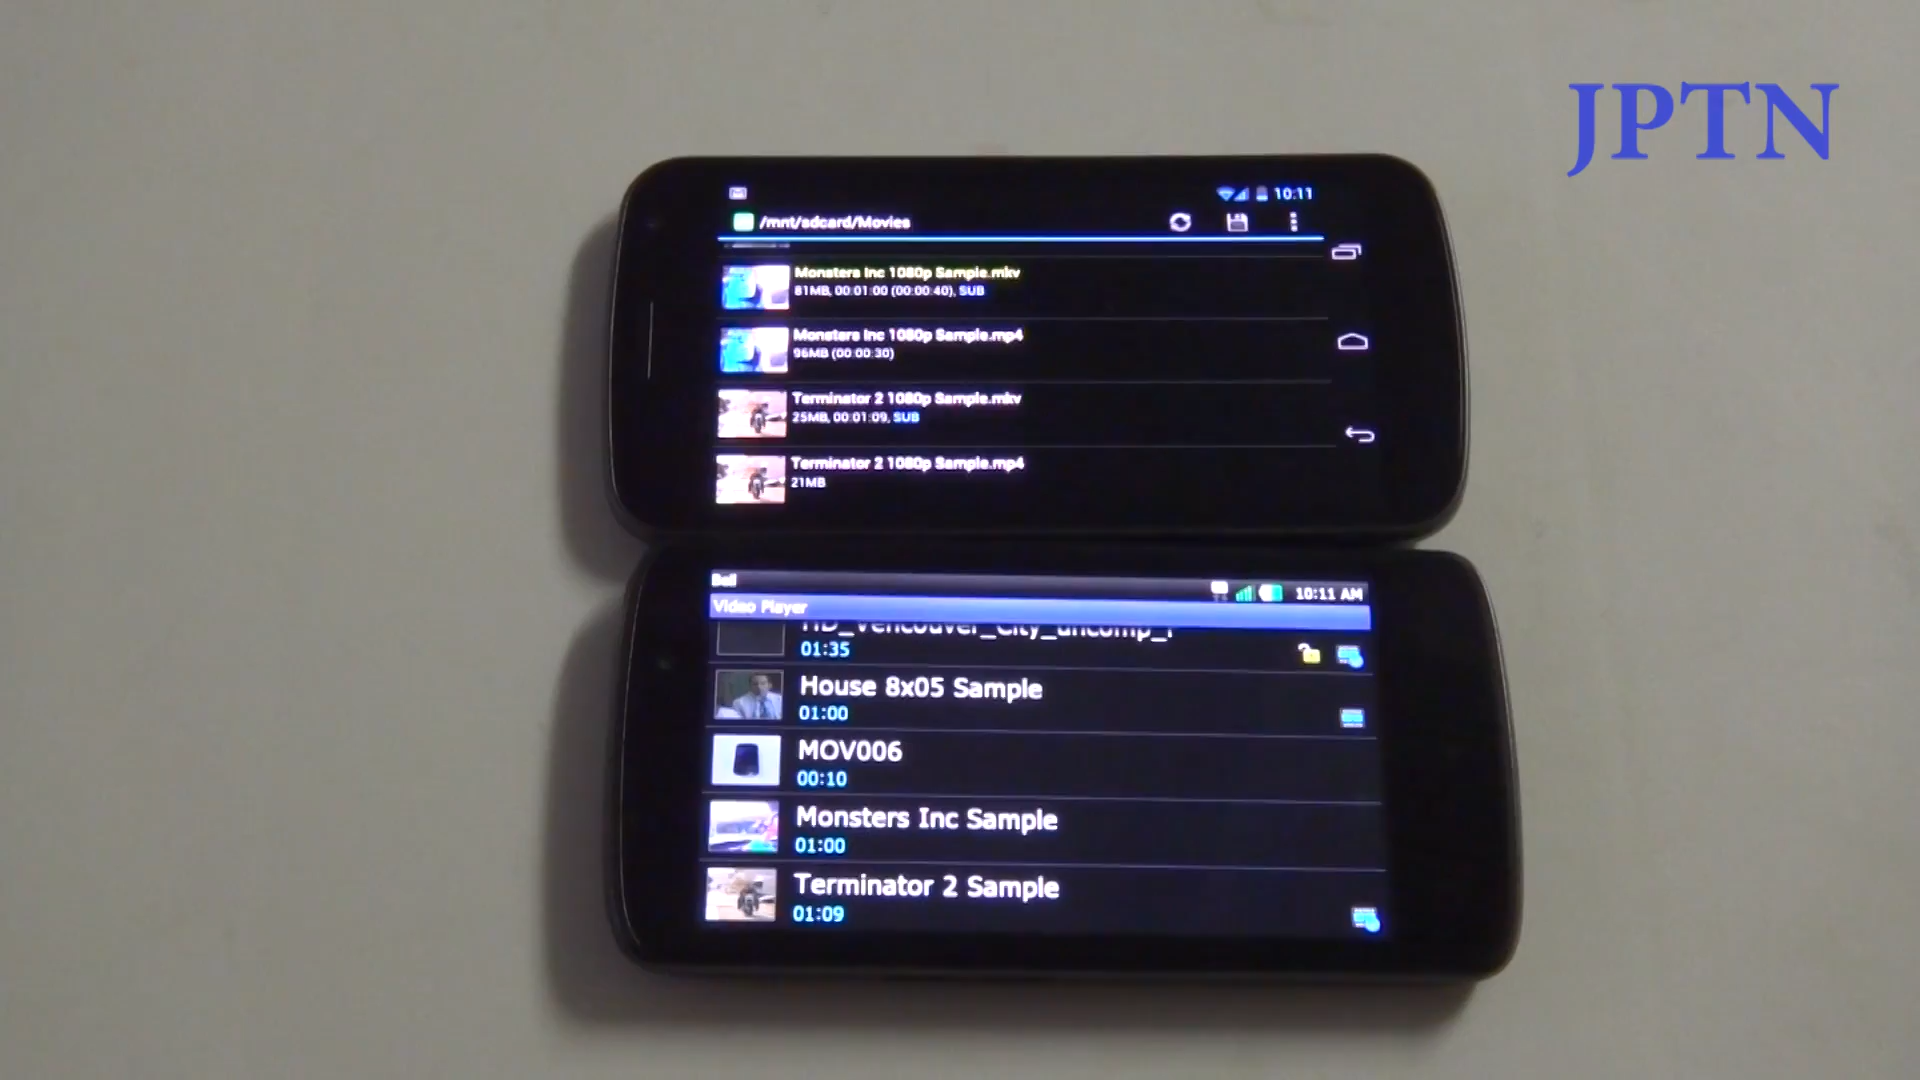 JPTN
10:11
/mnt/sdcard/Movies
Monsters Inc 1080p Sample.mkv
81MB, 00:01:00 (00:00:40), SUB
Monsters Inc 1080p Sample.mp4
96MB (00:00:30)
Terminator 2 1080p Sample.mkv
25MB, 00:01:09, SUB
Terminator 2 1080p Sample.mp4
21MB
Bell
10:11 AM
Video Player
HD_Vencouver_City_uncomp_
01:35
House 8x05 Sample
01:00
MOV006
00:10
Monsters Inc Sample
01:00
Terminator 2 Sample
01:09